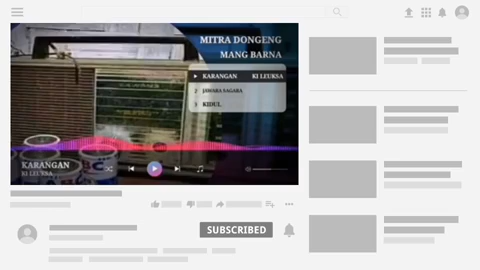 MITRA DONGENG
MANG BARNA
KARANGAN KI LEUKSA
2 JAWARA SAGARA
3 KIDUL
KARANGAN
KI LEUKSA
SUBSCRIBED